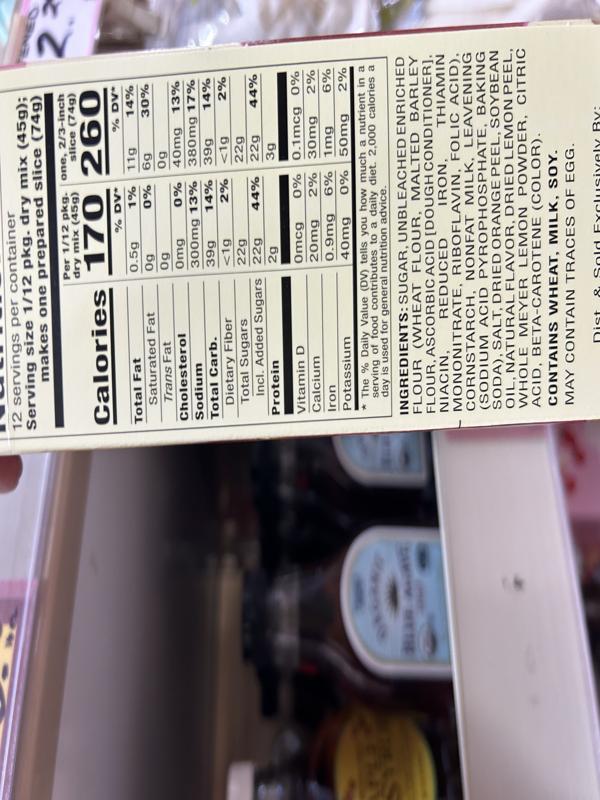 12 servings per container
Serving size 1/12 pkg. dry mix (45g);
makes one prepared slice (74g)
Per 1/12 pkg. dry mix (45g) one, 2/3-inch slice (74g)
Calories 170 260
% DV* % DV*
Total Fat 0.5g 1% 11g 14%
Saturated Fat 0g 0% 6g 30%
Trans Fat 0g 0g
Cholesterol 0mg 0% 40mg 13%
Sodium 300mg 13% 380mg 17%
Total Carb. 39g 14% 39g 14%
Dietary Fiber <1g 2% <1g 2%
Total Sugars 22g 22g
Incl. Added Sugars 22g 44% 22g 44%
Protein 2g 3g
Vitamin D 0mcg 0% 0.1mcg 0%
Calcium 20mg 2% 30mg 2%
Iron 0.9mg 6% 1mg 6%
Potassium 40mg 0% 50mg 2%
* The % Daily Value (DV) tells you how much a nutrient in a
serving of food contributes to a daily diet. 2,000 calories a
day is used for general nutrition advice.
INGREDIENTS: SUGAR, UNBLEACHED ENRICHED
FLOUR (WHEAT FLOUR, MALTED BARLEY
FLOUR, ASCORBIC ACID [DOUGH CONDITIONER],
NIACIN, REDUCED IRON, THIAMIN
MONONITRATE, RIBOFLAVIN, FOLIC ACID),
CORNSTARCH, NONFAT MILK, LEAVENING
(SODIUM ACID PYROPHOSPHATE, BAKING
SODA), SALT, DRIED ORANGE PEEL, SOYBEAN
OIL, NATURAL FLAVOR, DRIED LEMON PEEL,
WHOLE MEYER LEMON POWDER, CITRIC
ACID, BETA-CAROTENE (COLOR).
CONTAINS WHEAT, MILK, SOY.
MAY CONTAIN TRACES OF EGG.
Dist. & Sold Exclusively By:
ORGANIC
BLUE AGAVE
2.